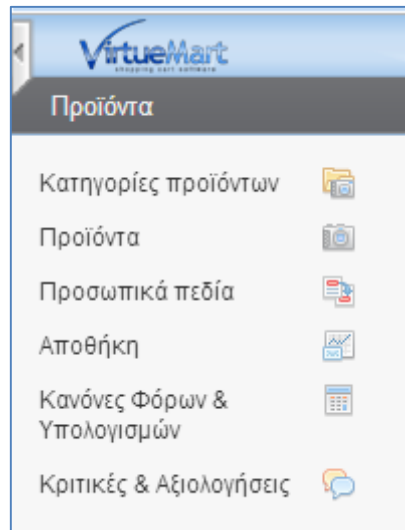 VirtueMart
shopping cart software
Προϊόντα
Κατηγορίες προϊόντων
Προϊόντα
Προσωπικά πεδία
Αποθήκη
Κανόνες Φόρων &
Υπολογισμών
Κριτικές & Αξιολογήσεις